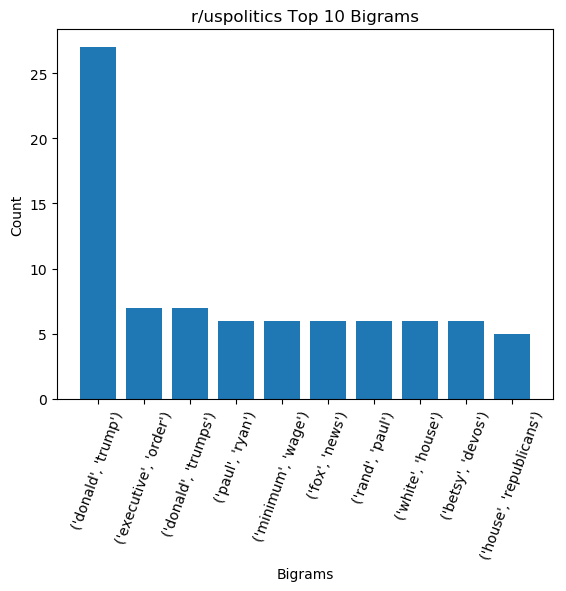 r/uspolitics Top 10 Bigrams
Count
25
20
15
10
5
0
('donald', 'trump')
('executive', 'order')
('donald', 'trumps')
('paul', 'ryan')
('minimum', 'wage')
('fox', 'news')
('rand', 'paul')
('white', 'house')
('betsy', 'devos')
('house', 'republicans')
Bigrams